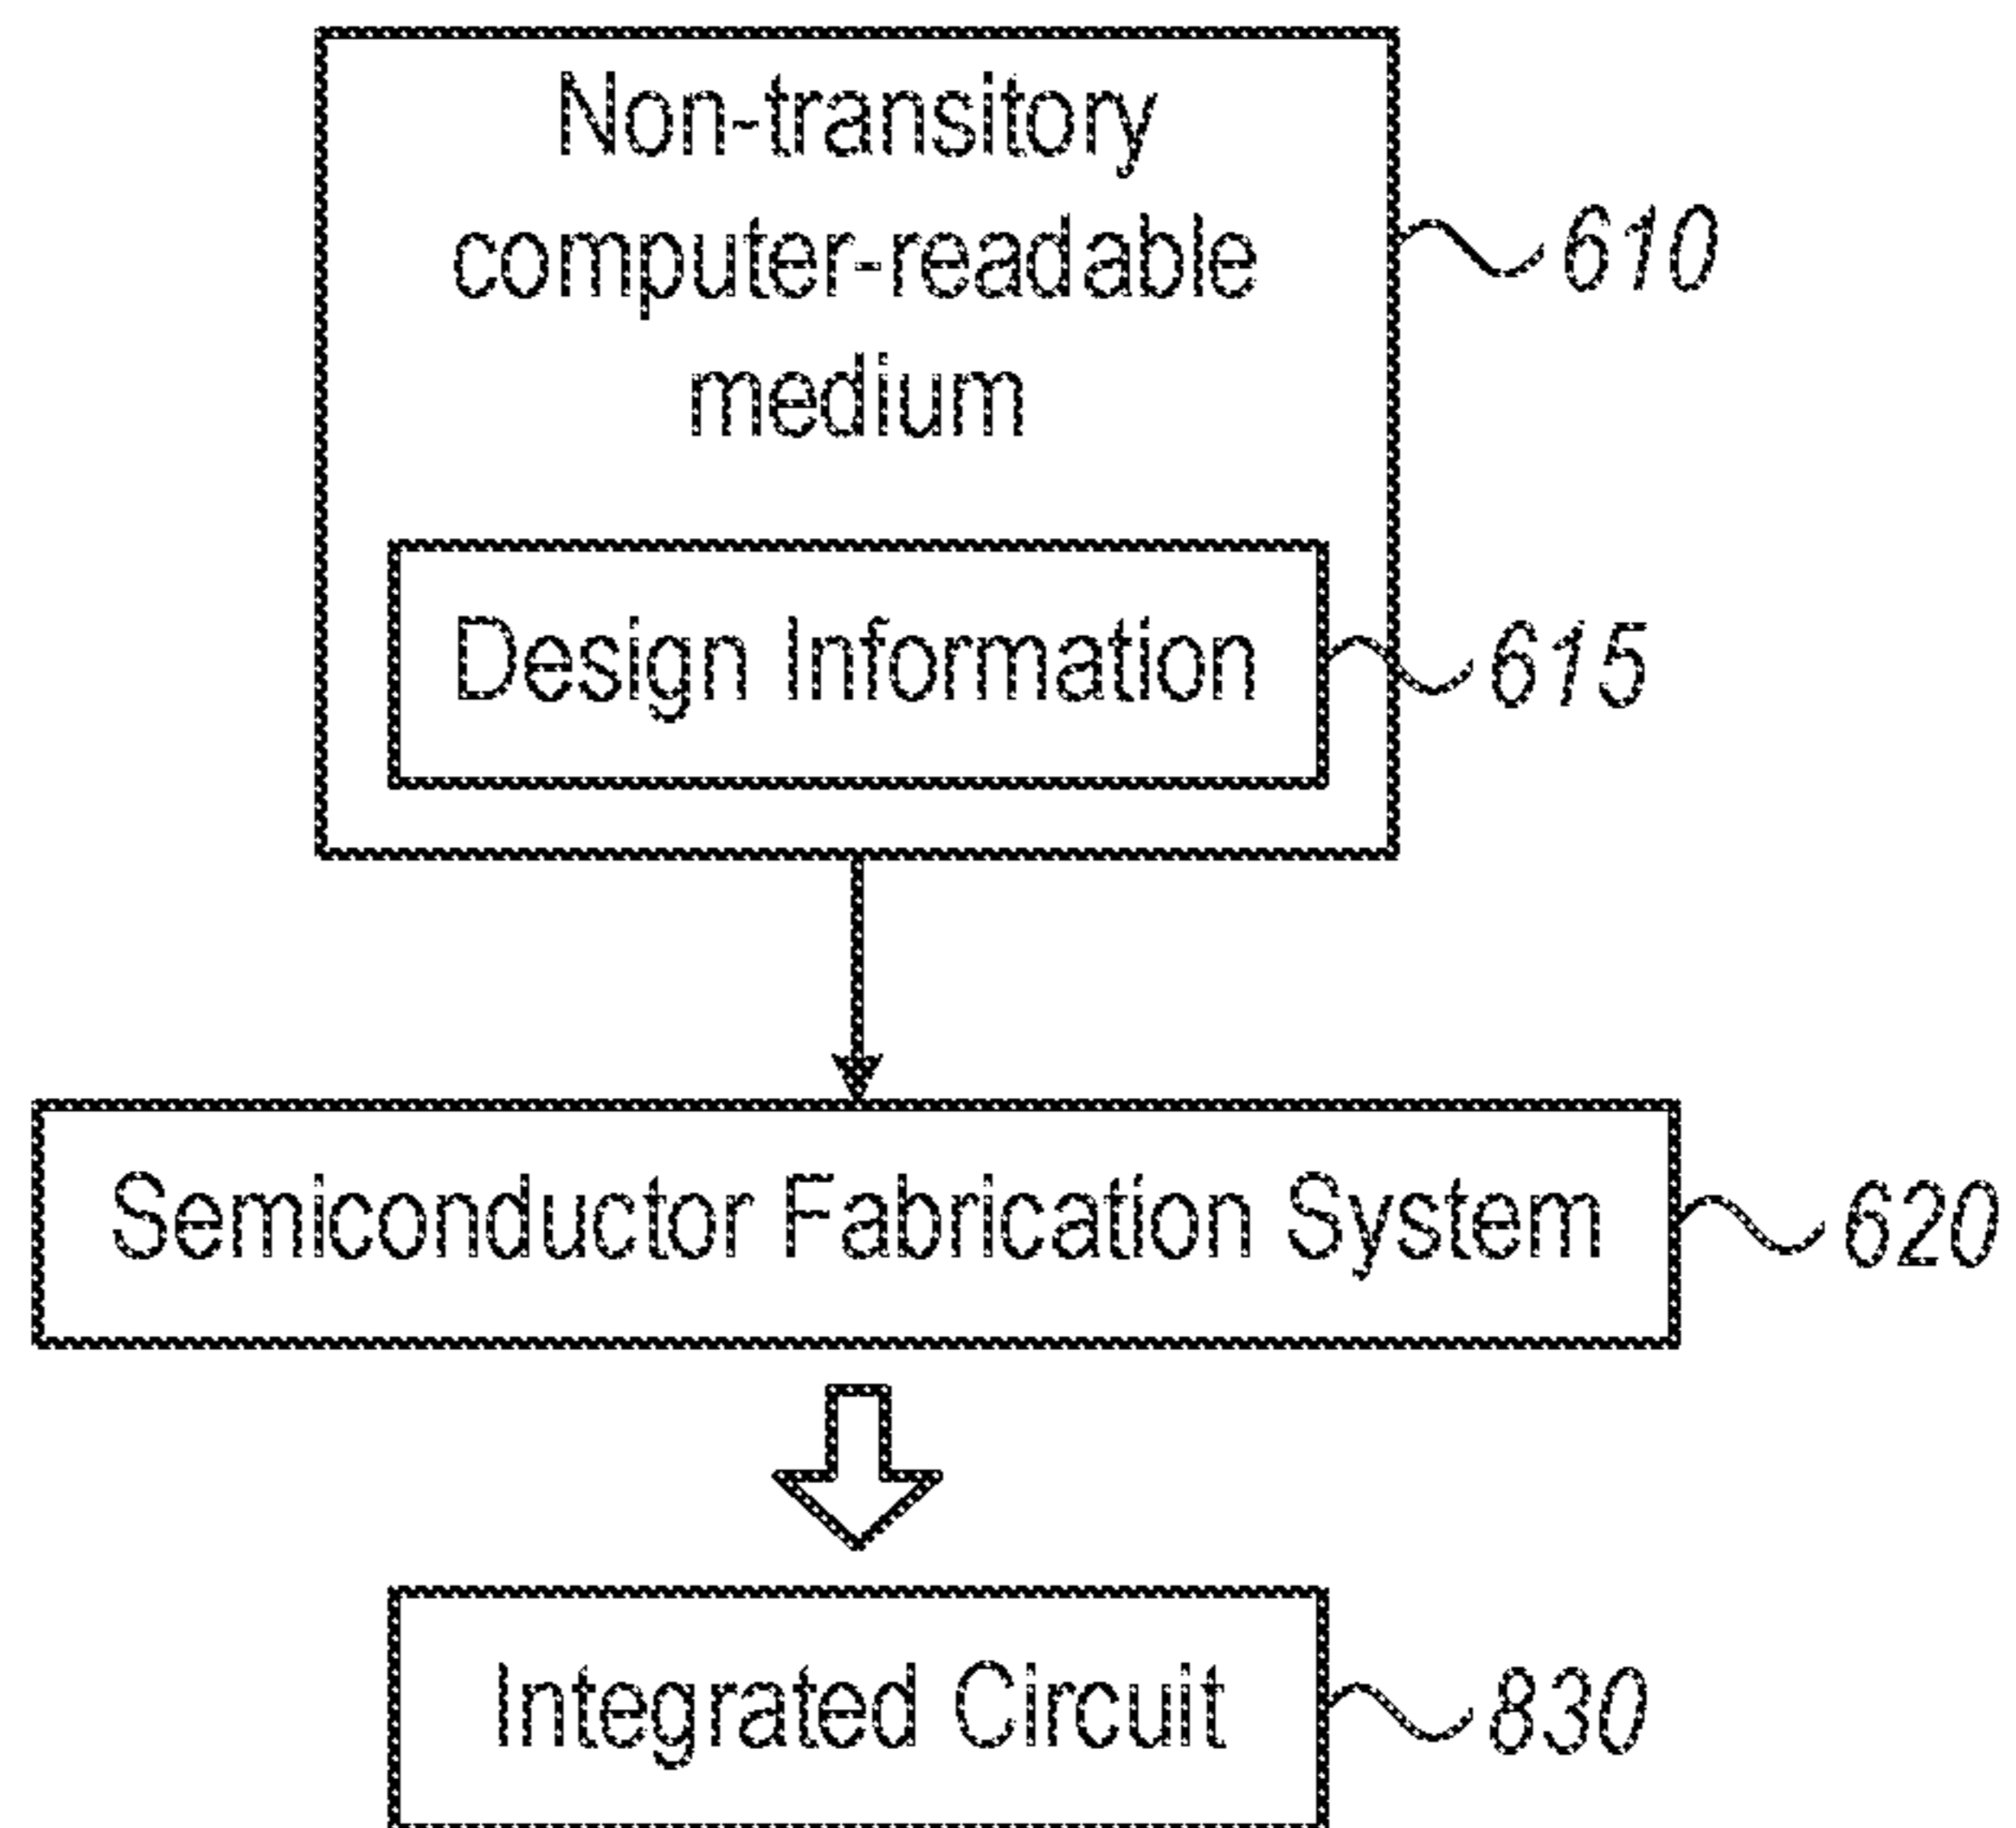 Non-transitory
computer-readable
medium
610
Design Information
615
Semiconductor Fabrication System
620
Integrated Circuit
830